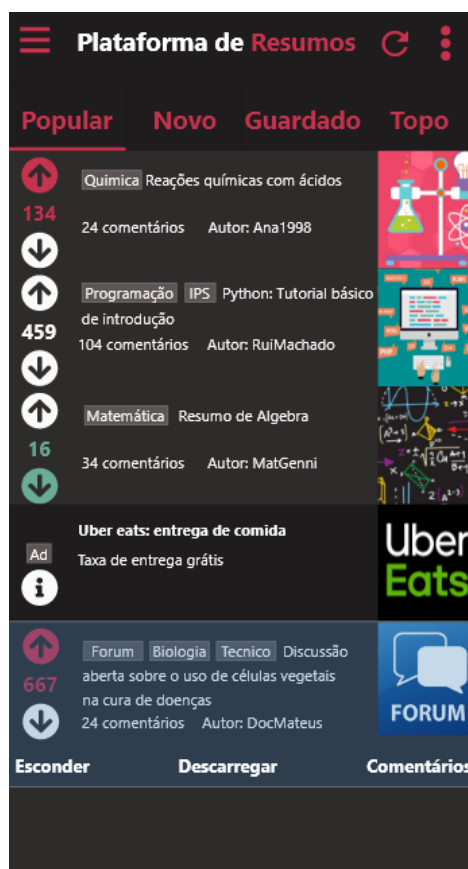 Plataforma de Resumos
Popular Novo Guardado Topo
Quimica Reações químicas com ácidos
134
24 comentários Autor: Ana1998
Programação IPS Python: Tutorial básico
de introdução
459
104 comentários Autor: RuiMachado
Matemática Resumo de Algebra
16
34 comentários Autor: MatGenni
Uber eats: entrega de comida
Ad
Taxa de entrega grátis
Uber
Eats
Forum Biologia Tecnico Discussão
aberta sobre o uso de células vegetais
667
na cura de doenças
24 comentários Autor: DocMateus
FORUM
Esconder Descarregar Comentários